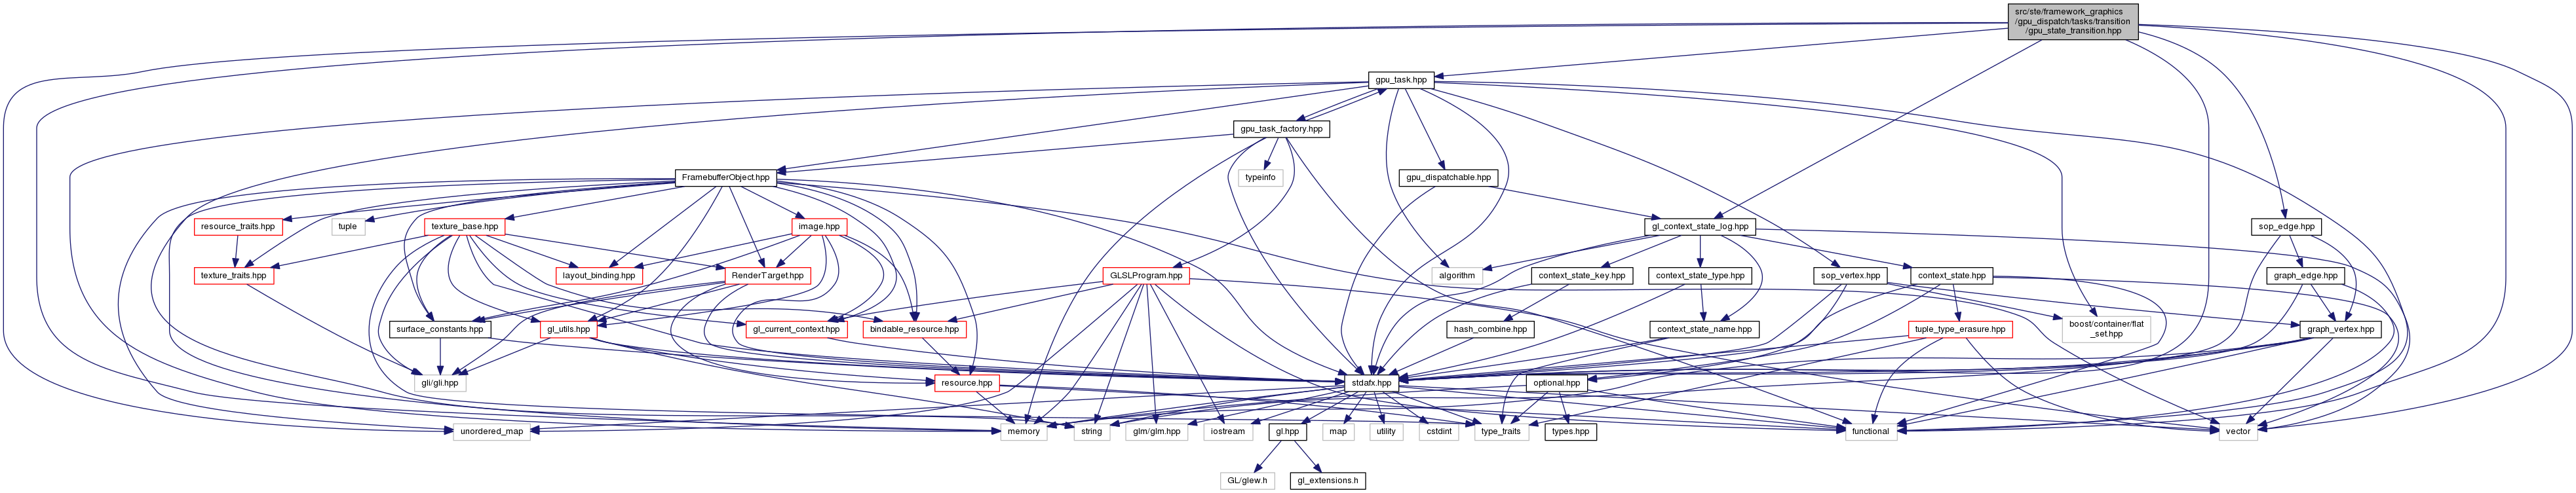 src/ste/framework_graphics
/gpu_dispatch/tasks/transition
/gpu_state_transition.hpp
gpu_task.hpp
gpu_task_factory.hpp
FramebufferObject.hpp
typeinfo
gpu_dispatchable.hpp
resource_traits.hpp
tuple
texture_base.hpp
image.hpp
gl_context_state_log.hpp
sop_edge.hpp
texture_traits.hpp
layout_binding.hpp
RenderTarget.hpp
GLSLProgram.hpp
algorithm
context_state_key.hpp
context_state_type.hpp
sop_vertex.hpp
context_state.hpp
graph_edge.hpp
surface_constants.hpp
gl_utils.hpp
gl_current_context.hpp
bindable_resource.hpp
hash_combine.hpp
context_state_name.hpp
tuple_type_erasure.hpp
boost/container/flat
_set.hpp
graph_vertex.hpp
gli/gli.hpp
resource.hpp
stdafx.hpp
optional.hpp
unordered_map
memory
string
glm/glm.hpp
iostream
gl.hpp
map
utility
cstdint
type_traits
types.hpp
functional
vector
GL/glew.h
gl_extensions.h